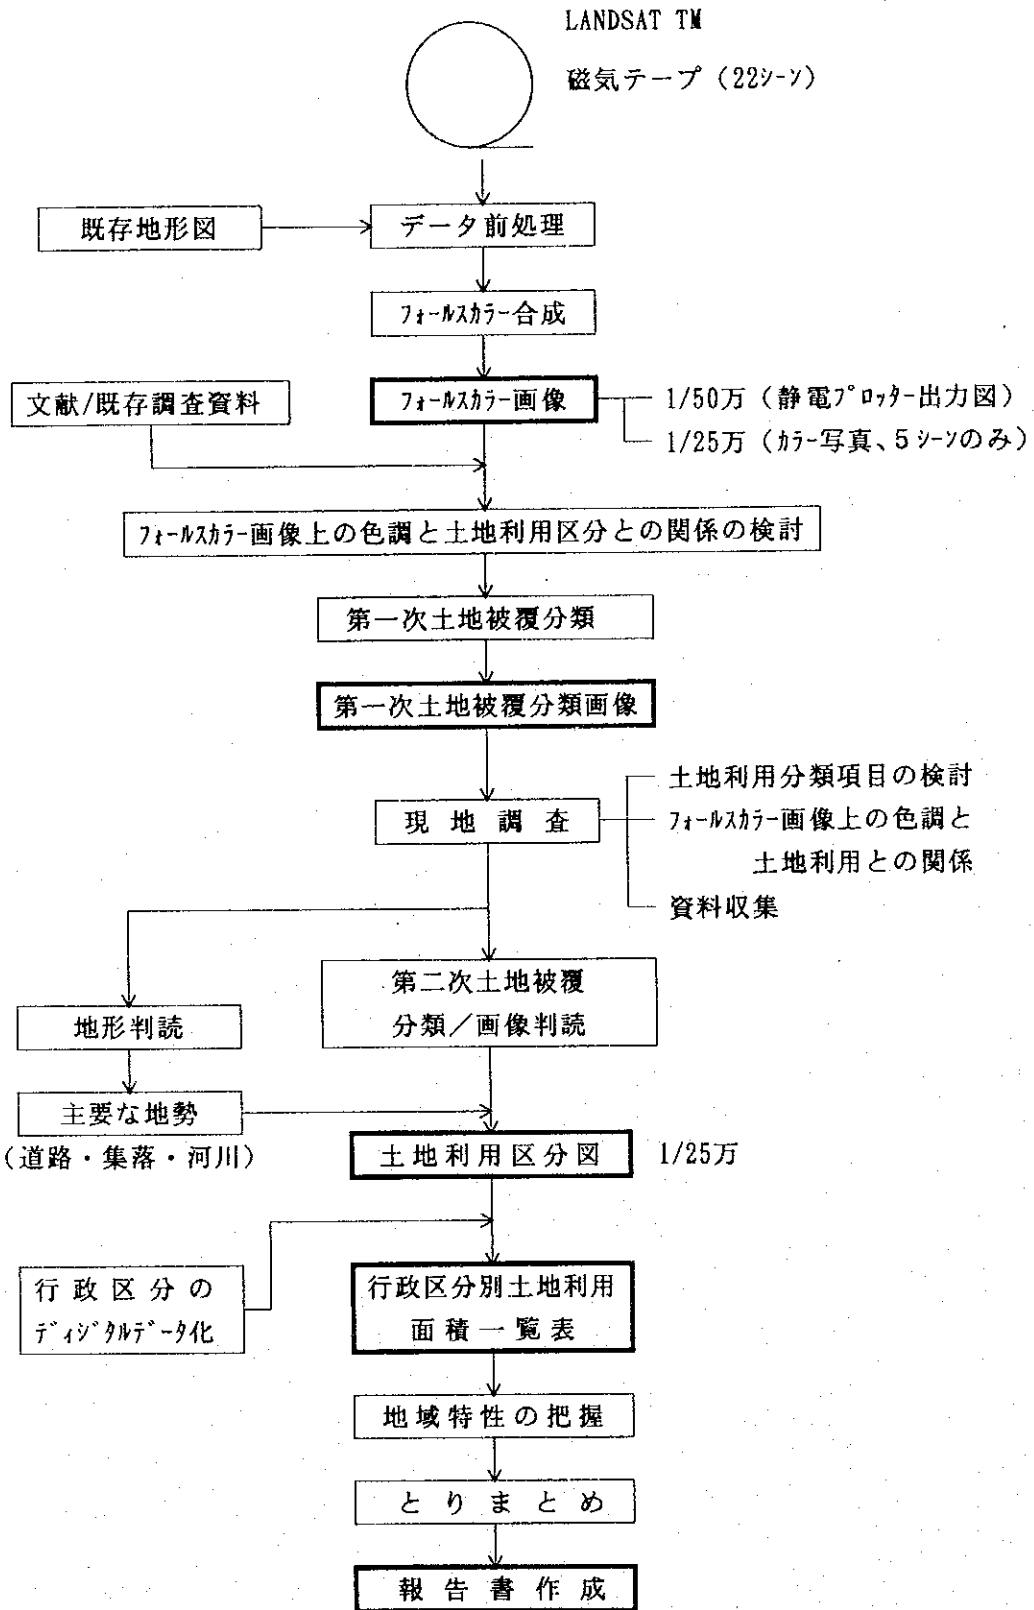 LANDSAT TM
磁気テープ（22ｼｰﾝ）
既存地形図
データ前処理
ﾌｫｰﾙｽｶﾗｰ合成
文献/既存調査資料
ﾌｫｰﾙｽｶﾗｰ画像
1/50万（静電ﾌﾟﾛｯﾀｰ出力図）
1/25万（ｶﾗｰ写真、5ｼｰﾝのみ）
ﾌｫｰﾙｽｶﾗｰ画像上の色調と土地利用区分との関係の検討
第一次土地被覆分類
第一次土地被覆分類画像
現地調査
土地利用分類項目の検討
ﾌｫｰﾙｽｶﾗｰ画像上の色調と
土地利用との関係
資料収集
第二次土地被覆
分類／画像判読
地形判読
主要な地勢
（道路・集落・河川）
土地利用区分図
1/25万
行政区分の
ﾃﾞｨｼﾞﾀﾙﾃﾞｰﾀ化
行政区分別土地利用
面積一覧表
地域特性の把握
とりまとめ
報告書作成